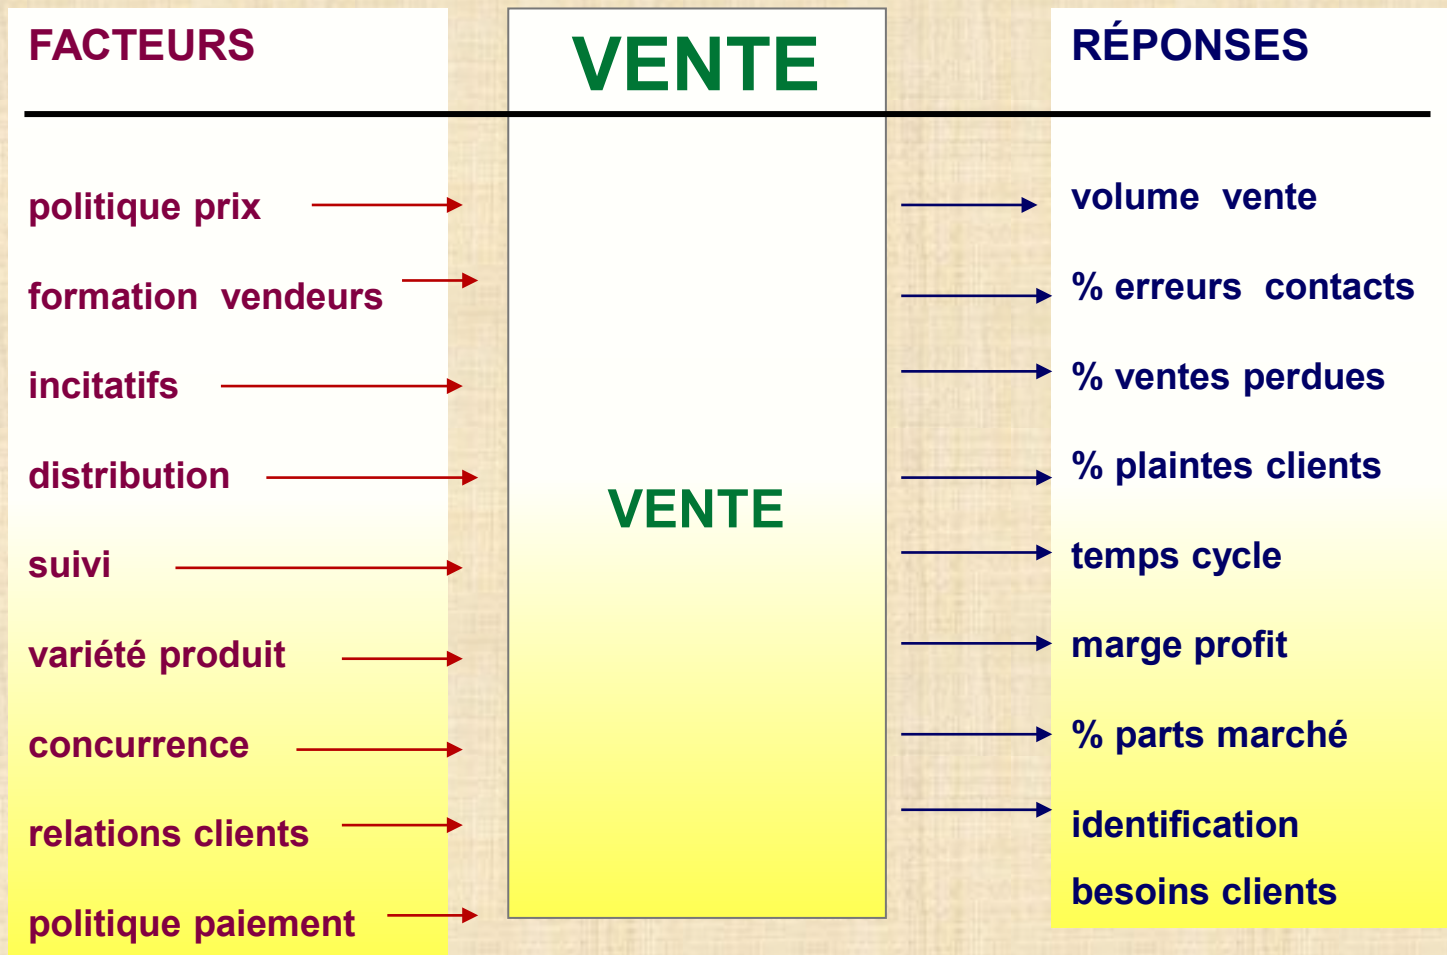 FACTEURS
VENTE
RÉPONSES
politique prix
formation vendeurs
incitatifs
distribution
suivi
variété produit
concurrence
relations clients
politique paiement
VENTE
volume vente
% erreurs contacts
% ventes perdues
% plaintes clients
temps cycle
marge profit
% parts marché
identification
besoins clients